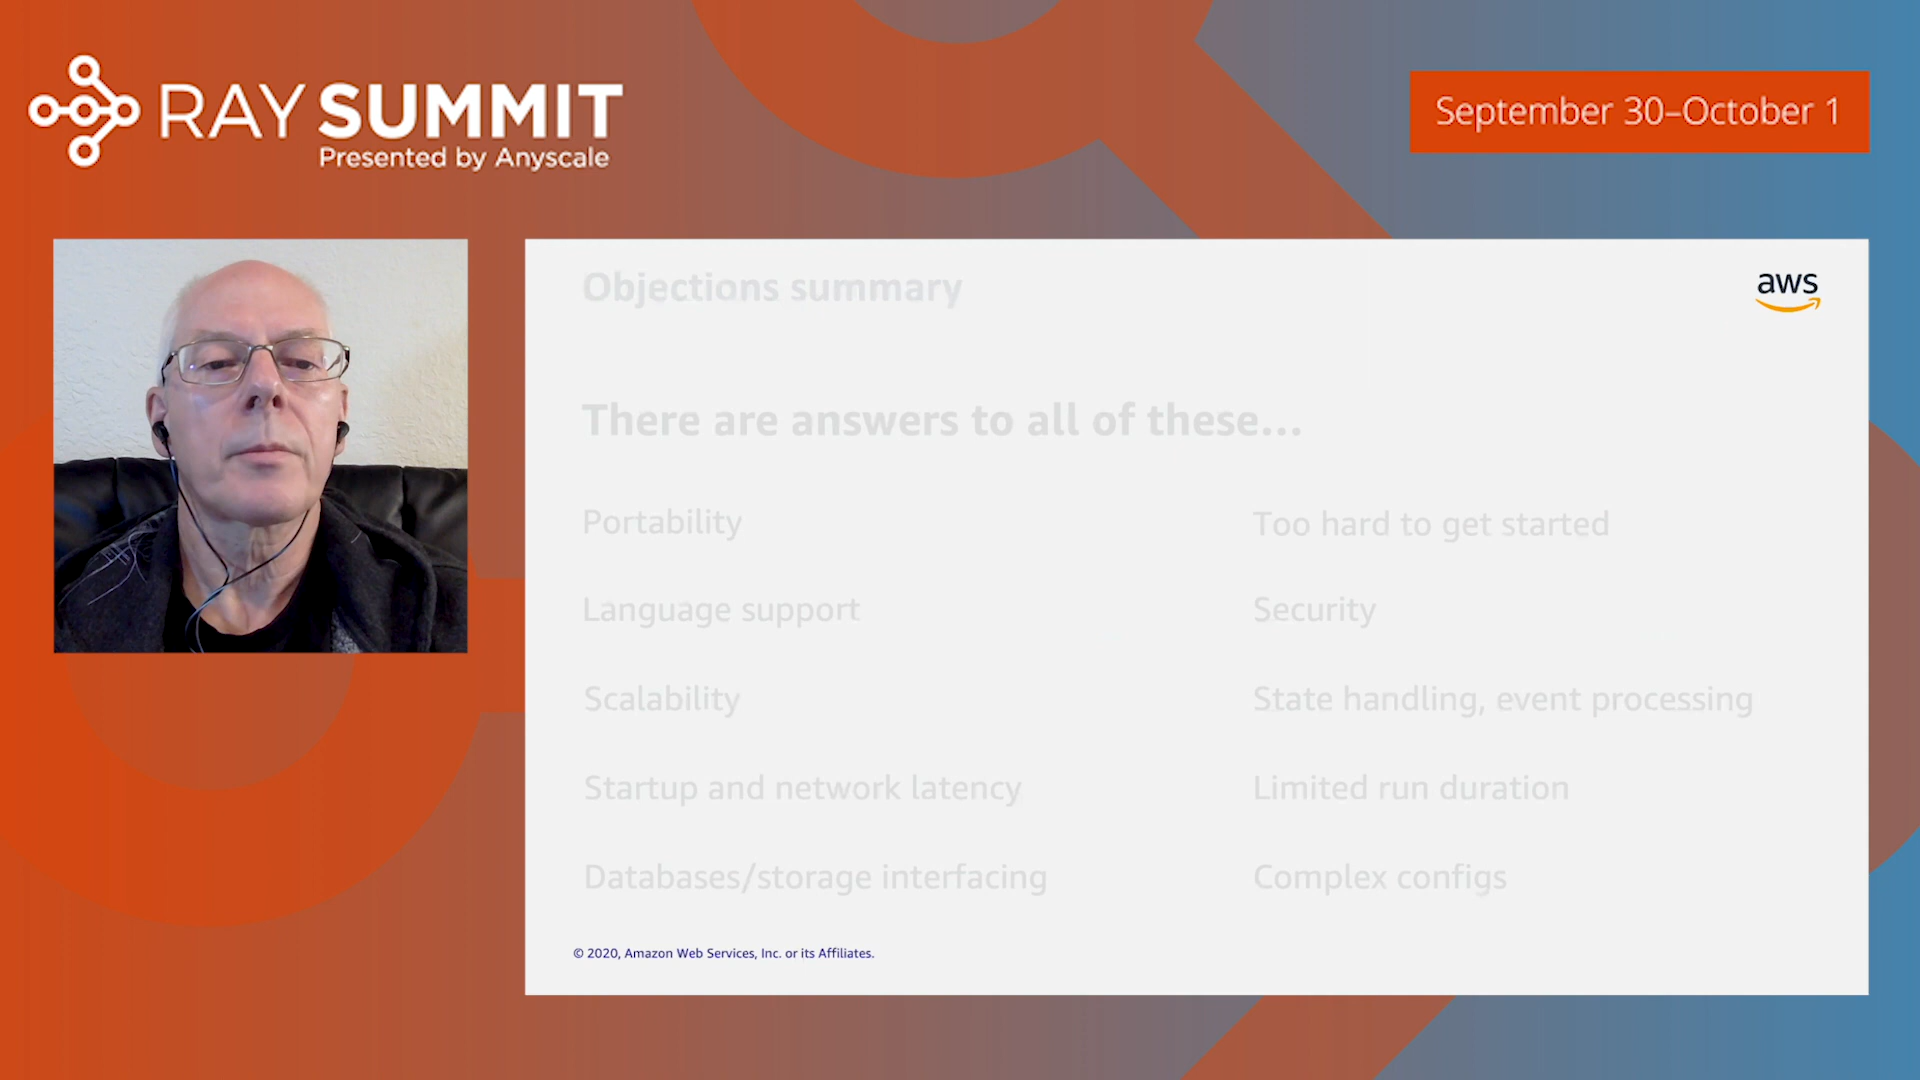 RAY SUMMIT
Presented by Anyscale
September 30–October 1
aws
Objections summary
There are answers to all of these...
Portability
Too hard to get started
Language support
Security
Scalability
State handling, event processing
Startup and network latency
Limited run duration
Databases/storage interfacing
Complex configs
© 2020, Amazon Web Services, Inc. or its Affiliates.